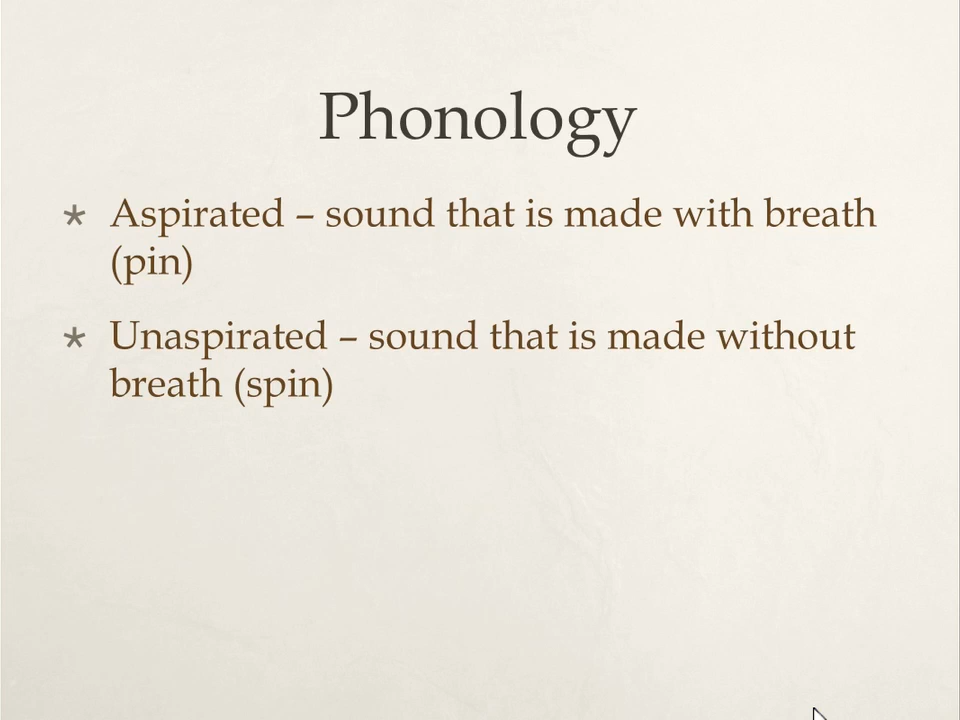 Phonology
* Aspirated – sound that is made with breath
(pin)
* Unaspirated – sound that is made without
breath (spin)